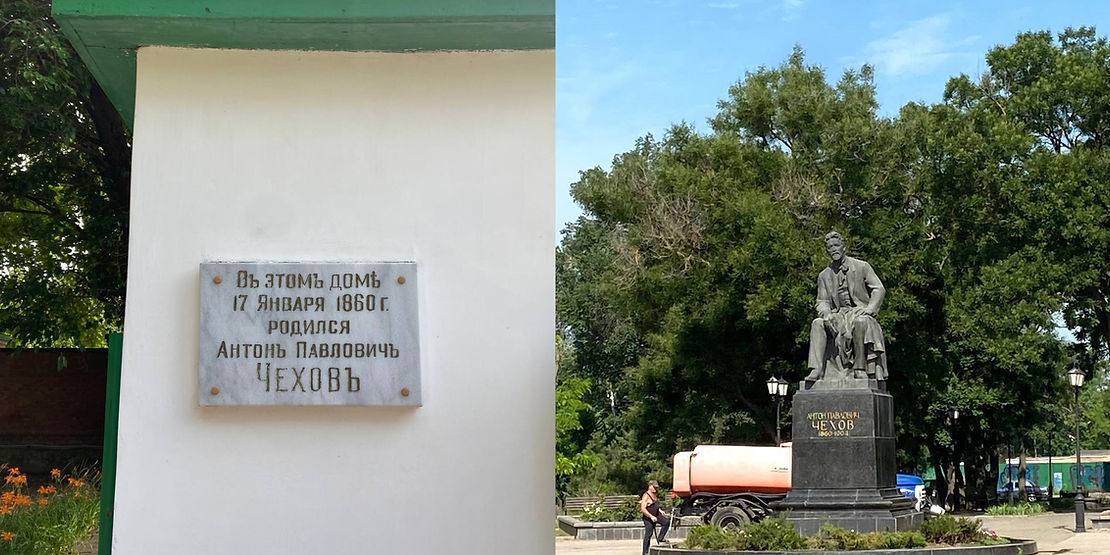 Въ этомъ домѣ
17 Января 1860 г.
родился
Антонъ Павловичъ
Чеховъ
АНТОН ПАВЛОВИЧ
ЧЕХОВ
1860-1904